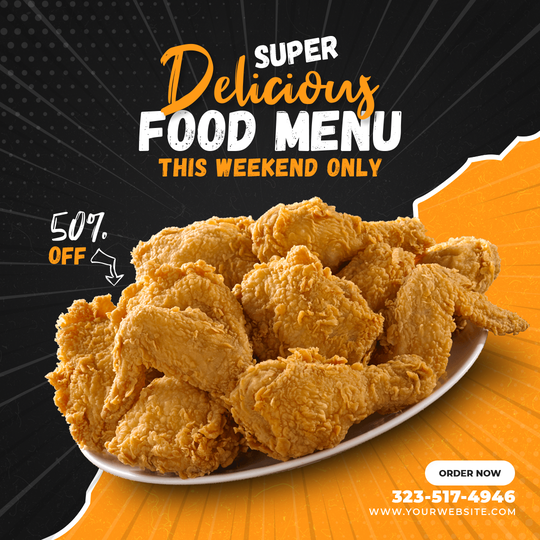 SUPER
Delicious
FOOD MENU
THIS WEEKEND ONLY
50%
OFF
ORDER NOW
323-517-4946
WWW.YOURWEBSITE.COM